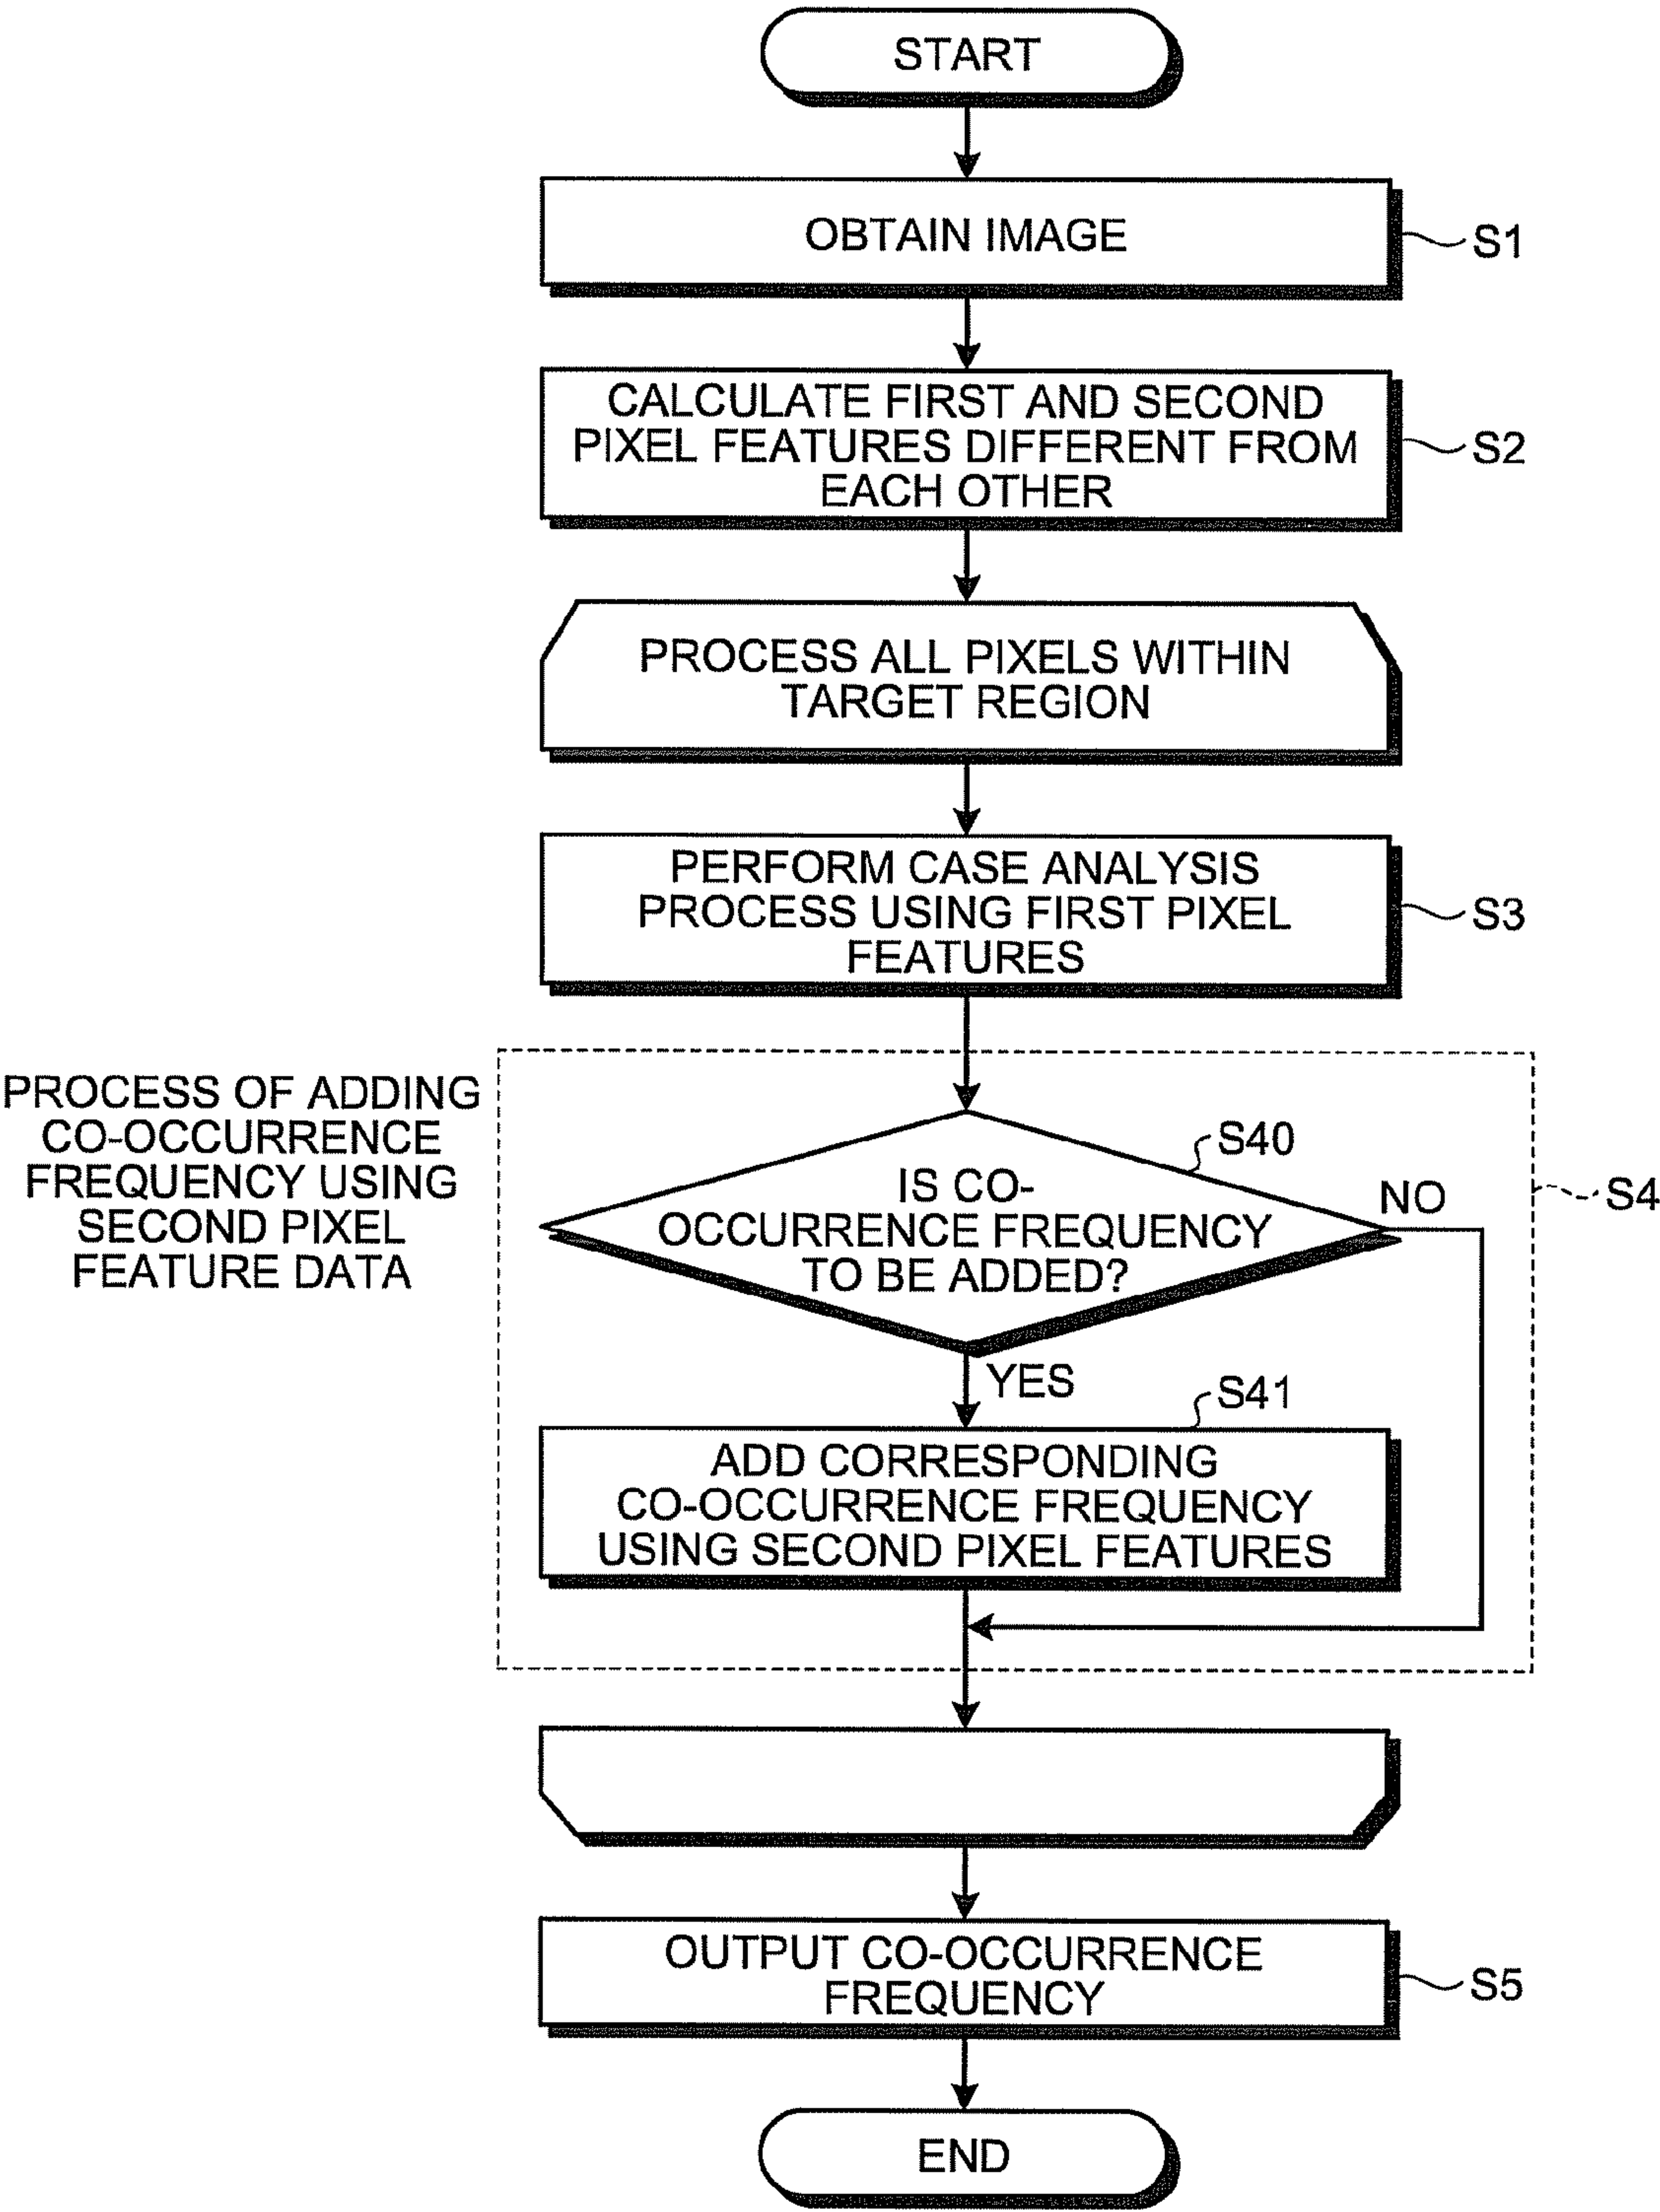 START
OBTAIN IMAGE
S1
CALCULATE FIRST AND SECOND
PIXEL FEATURES DIFFERENT FROM
EACH OTHER
S2
PROCESS ALL PIXELS WITHIN
TARGET REGION
PERFORM CASE ANALYSIS
PROCESS USING FIRST PIXEL
FEATURES
S3
PROCESS OF ADDING
CO-OCCURRENCE
FREQUENCY USING
SECOND PIXEL
FEATURE DATA
S40
IS CO-
OCCURRENCE FREQUENCY
TO BE ADDED?
NO
S4
YES
S41
ADD CORRESPONDING
CO-OCCURRENCE FREQUENCY
USING SECOND PIXEL FEATURES
OUTPUT CO-OCCURRENCE
FREQUENCY
S5
END